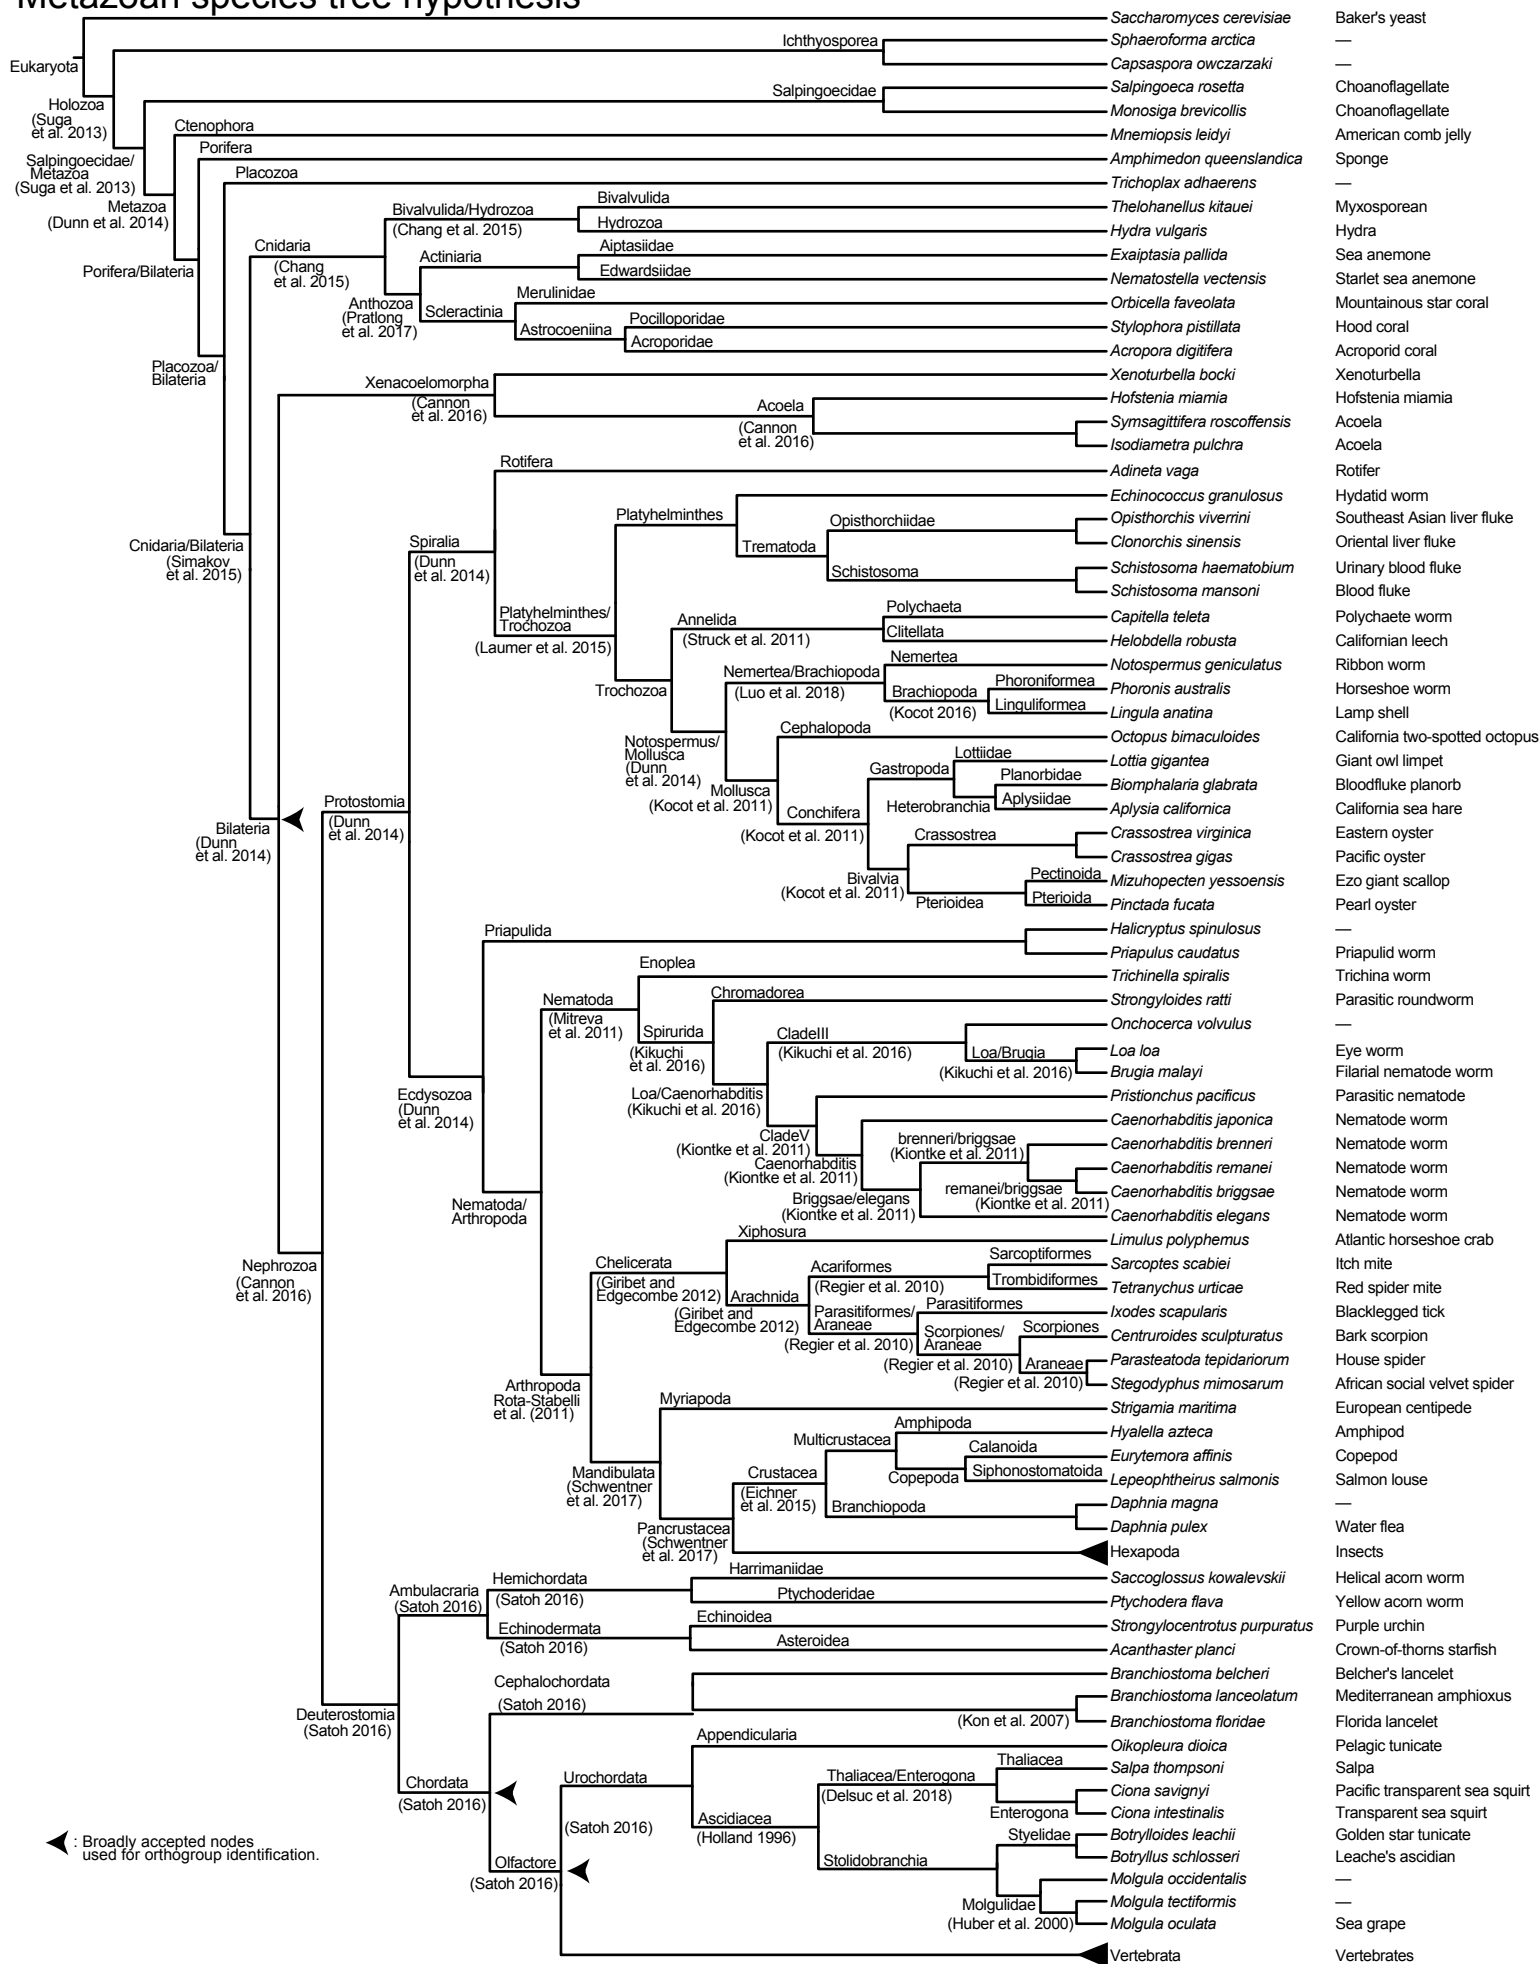 Metazoan species tree hypothesis
Saccharomyces cerevisiae Baker's yeast
Ichthyosporea
Sphaeroforma arctica —
Eukaryota
Capsaspora owczarzaki —
Salpingoecidae
Salpingoeca rosetta Choanoflagellate
Holozoa
(Suga
et al. 2013)
Monosiga brevicollis Choanoflagellate
Ctenophora
Mnemiopsis leidyi American comb jelly
Porifera
Amphimedon queenslandica Sponge
Salpingoecidae/
Metazoa
(Suga et al. 2013)
Placozoa
Trichoplax adhaerens —
Metazoa
(Dunn et al. 2014)
Bivalvulida
Bivalvulida/Hydrozoa
(Chang et al. 2015)
Thelohanellus kitauei Myxosporean
Hydrozoa
Hydra vulgaris Hydra
Cnidaria
(Chang
et al. 2015)
Actiniaria
Aiptasiidae
Exaiptasia pallida Sea anemone
Porifera/Bilateria
Edwardsiidae
Nematostella vectensis Starlet sea anemone
Anthozoa
(Pratlong
et al. 2017)
Merulinidae
Orbicella faveolata Mountainous star coral
Scleractinia
Pocilloporidae
Astrocoeniina
Stylophora pistillata Hood coral
Acroporidae
Acropora digitifera Acroporid coral
Placozoa/
Bilateria
Xenacoelomorpha
(Cannon
et al. 2016)
Xenoturbella bocki Xenoturbella
Hofstenia miamia Hofstenia miamia
Acoela
(Cannon
et al. 2016)
Symsagittifera roscoffensis Acoela
Isodiametra pulchra Acoela
Rotifera
Adineta vaga Rotifer
Echinococcus granulosus Hydatid worm
Platyhelminthes
Opisthorchiidae
Opisthorchis viverrini Southeast Asian liver fluke
Cnidaria/Bilateria
(Simakov
et al. 2015)
Spiralia
(Dunn
et al. 2014)
Trematoda
Clonorchis sinensis Oriental liver fluke
Schistosoma
Schistosoma haematobium Urinary blood fluke
Schistosoma mansoni Blood fluke
Platyhelminthes/
Trochozoa
(Laumer et al. 2015)
Annelida
(Struck et al. 2011)
Polychaeta
Capitella teleta Polychaete worm
Clitellata
Helobdella robusta Californian leech
Nemertea
Nemertea/Brachiopoda
(Luo et al. 2018)
Notospermus geniculatus Ribbon worm
Trochozoa
Brachiopoda
(Kocot 2016)
Phoroniformea
Phoronis australis Horseshoe worm
Linguliformea
Lingula anatina Lamp shell
Cephalopoda
Octopus bimaculoides California two-spotted octopus
Notospermus/
Mollusca
(Dunn
et al. 2014)
Lottiidae
Lottia gigantea Giant owl limpet
Gastropoda
Planorbidae
Biomphalaria glabrata Bloodfluke planorb
Mollusca
(Kocot et al. 2011)
Heterobranchia
Aplysiidae
Aplysia californica California sea hare
Protostomia
(Dunn
et al. 2014)
Conchifera
(Kocot et al. 2011)
Bilateria
(Dunn
et al. 2014)
Crassostrea
Crassostrea virginica Eastern oyster
Crassostrea gigas Pacific oyster
Bivalvia
(Kocot et al. 2011)
Pectinoida
Mizuhopecten yessoensis Ezo giant scallop
Pterioidea
Pterioida
Pinctada fucata Pearl oyster
Priapulida
Halicryptus spinulosus —
Priapulus caudatus Priapulid worm
Enoplea
Trichinella spiralis Trichina worm
Nematoda
(Mitreva
et al. 2011)
Chromadorea
Strongyloides ratti Parasitic roundworm
Spirurida
(Kikuchi
et al. 2016)
CladeIII
(Kikuchi et al. 2016)
Onchocerca volvulus —
Loa/Brugia
(Kikuchi et al. 2016)
Loa loa Eye worm
Brugia malayi Filarial nematode worm
Ecdysozoa
(Dunn
et al. 2014)
Loa/Caenorhabditis
(Kikuchi et al. 2016)
Pristionchus pacificus Parasitic nematode
Caenorhabditis japonica Nematode worm
CladeV
(Kiontke et al. 2011)
brenneri/briggsae
(Kiontke et al. 2011)
Caenorhabditis brenneri Nematode worm
Caenorhabditis
(Kiontke et al. 2011)
Caenorhabditis remanei Nematode worm
remanei/briggsae
(Kiontke et al. 2011)
Caenorhabditis briggsae Nematode worm
Briggsae/elegans
(Kiontke et al. 2011)
Caenorhabditis elegans Nematode worm
Nematoda/
Arthropoda
Xiphosura
Limulus polyphemus Atlantic horseshoe crab
Nephrozoa
(Cannon
et al. 2016)
Chelicerata
(Giribet and
Edgecombe 2012)
Acariformes
(Regier et al. 2010)
Sarcoptiformes
Sarcoptes scabiei Itch mite
Trombidiformes
Tetranychus urticae Red spider mite
Arachnida
(Giribet and
Edgecombe 2012)
Parasitiformes
Ixodes scapularis Blacklegged tick
Parasitiformes/
Araneae
(Regier et al. 2010)
Scorpiones
Scorpiones/
Araneae
(Regier et al. 2010)
Centruroides sculpturatus Bark scorpion
Araneae
(Regier et al. 2010)
Parasteatoda tepidariorum House spider
Stegodyphus mimosarum African social velvet spider
Arthropoda
Rota-Stabelli
et al. (2011)
Myriapoda
Strigamia maritima European centipede
Amphipoda
Hyalella azteca Amphipod
Multicrustacea
Calanoida
Eurytemora affinis Copepod
Mandibulata
(Schwentner
et al. 2017)
Crustacea
(Eichner
et al. 2015)
Copepoda
Siphonostomatoida
Lepeophtheirus salmonis Salmon louse
Branchiopoda
Daphnia magna —
Pancrustacea
(Schwentner
et al. 2017)
Daphnia pulex Water flea
Hexapoda Insects
Harrimaniidae
Hemichordata
(Satoh 2016)
Saccoglossus kowalevskii Helical acorn worm
Ambulacraria
(Satoh 2016)
Ptychoderidae
Ptychodera flava Yellow acorn worm
Echinoidea
Strongylocentrotus purpuratus Purple urchin
Echinodermata
(Satoh 2016)
Asteroidea
Acanthaster planci Crown-of-thorns starfish
Cephalochordata
(Satoh 2016)
Branchiostoma belcheri Belcher's lancelet
Branchiostoma lanceolatum Mediterranean amphioxus
Deuterostomia
(Satoh 2016)
(Kon et al. 2007)
Branchiostoma floridae Florida lancelet
Appendicularia
Oikopleura dioica Pelagic tunicate
Thaliacea
Salpa thompsoni Salpa
Chordata
(Satoh 2016)
Urochordata
(Satoh 2016)
Thaliacea/Enterogona
(Delsuc et al. 2018)
Ciona savignyi Pacific transparent sea squirt
Enterogona
Ciona intestinalis Transparent sea squirt
Ascidiacea
(Holland 1996)
Styelidae
Botrylloides leachii Golden star tunicate
: Broadly accepted nodes
used for orthogroup identification.
Olfactore
(Satoh 2016)
Stolidobranchia
Botryllus schlosseri Leache's ascidian
Molgula occidentalis —
Molgulidae
(Huber et al. 2000)
Molgula tectiformis —
Molgula oculata Sea grape
Vertebrata Vertebrates